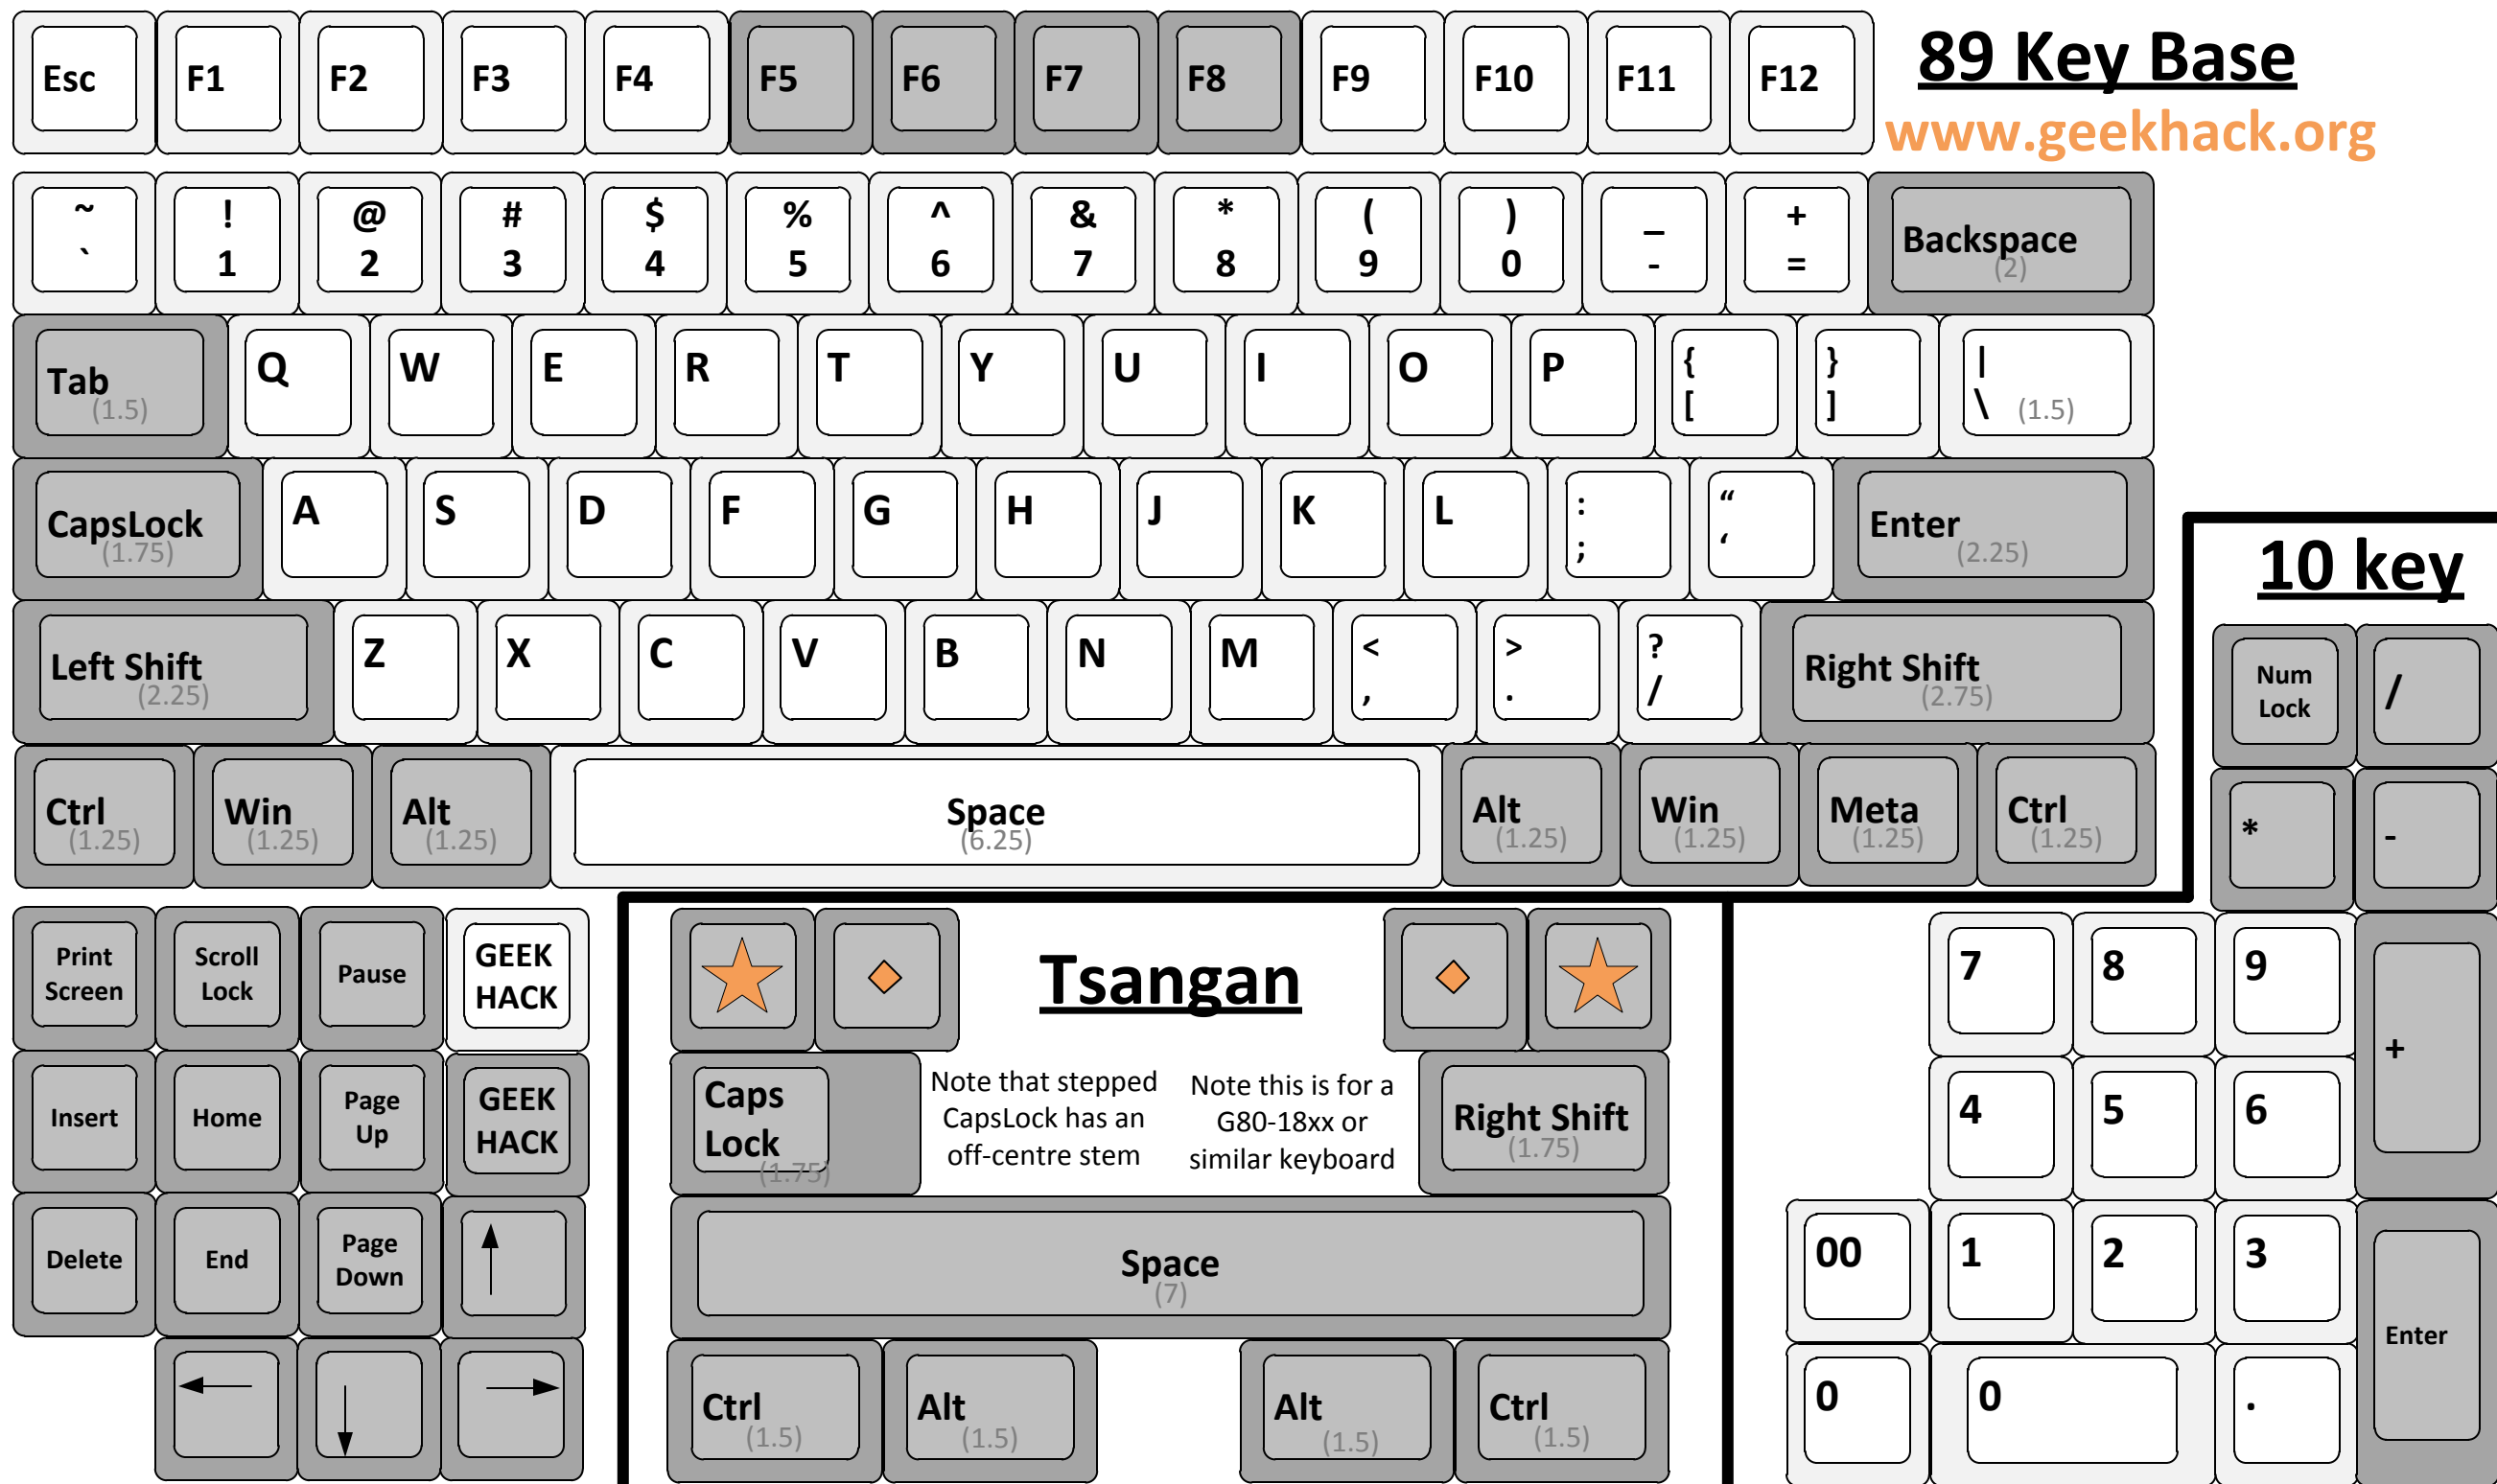 Esc F1 F2 F3 F4 F5 F6 F7 F8 F9 F10 F11 F12
89 Key Base
www.geekhack.org
~ ! @ # $ % ^ & * ( ) _ +
` 1 2 3 4 5 6 7 8 9 0 - =
Backspace
(2)
Tab
(1.5)
Q W E R T Y U I O P
{ } |
[ ] \ (1.5)
CapsLock
(1.75)
A S D F G H J K L
: “
; ‘
Enter
(2.25)
Left Shift
(2.25)
Z X C V B N M
< > ?
, . /
Right Shift
(2.75)
Ctrl Win Alt Space Alt Win Meta Ctrl
(1.25) (1.25) (1.25) (6.25) (1.25) (1.25) (1.25) (1.25)
Print
Screen
Scroll
Lock
Pause
GEEK
HACK
Insert
Home
Page
Up
GEEK
HACK
Delete
End
Page
Down
Tsangan
Caps
Lock
(1.75)
Note that stepped
CapsLock has an
off-centre stem
Note this is for a
G80-18xx or
similar keyboard
Right Shift
(1.75)
Space
(7)
Ctrl Alt Alt Ctrl
(1.5) (1.5) (1.5) (1.5)
10 key
Num
Lock
/
* -
7 8 9
+
4 5 6
00 1 2 3
Enter
0 0 .